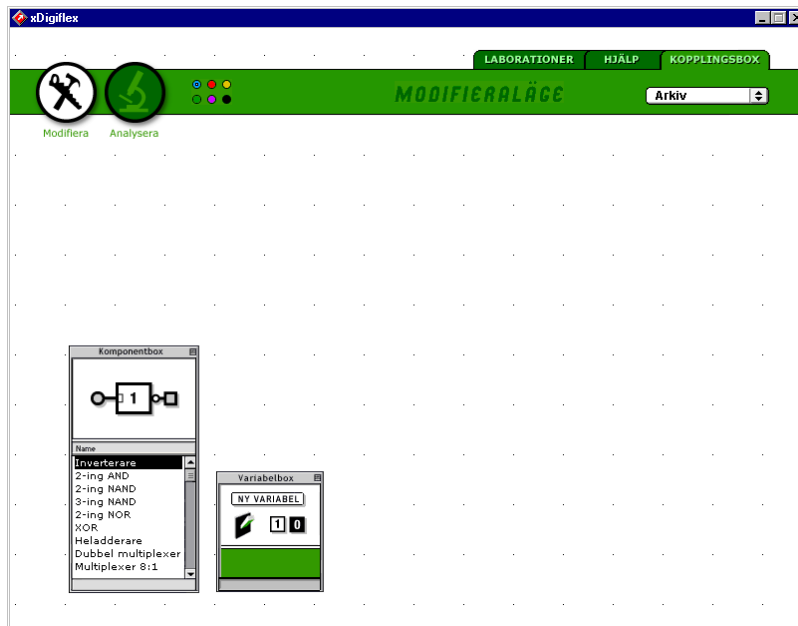 xDigiflex
LABORATIONER
HJÄLP
KOPPLINGSBOX
MODIFIERALÄGE
Arkiv
Modifiera
Analysera
Komponentbox
1
Name
Inverterare
2-ing AND
2-ing NAND
3-ing NAND
2-ing NOR
XOR
Heladderare
Dubbel multiplexer
Multiplexer 8:1
Variabelbox
NY VARIABEL
1 0